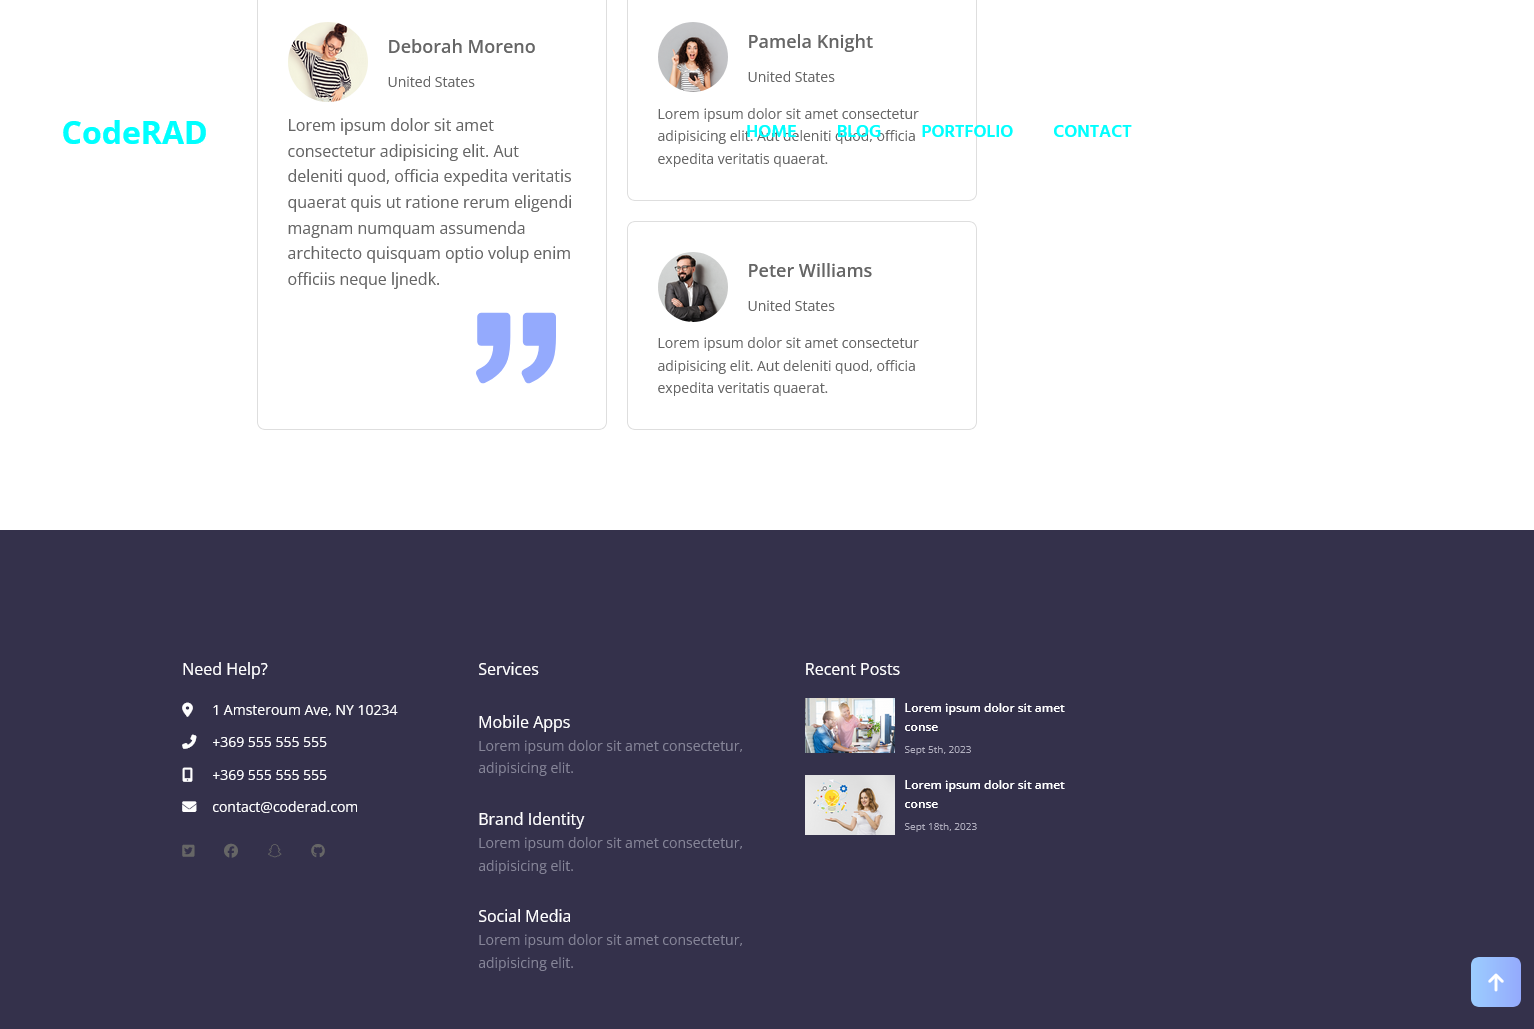 Deborah Moreno
United States
Lorem ipsum dolor sit amet
consectetur adipisicing elit. Aut
deleniti quod, officia expedita veritatis
quaerat quis ut ratione rerum eligendi
magnam numquam assumenda
architecto quisquam optio volup enim
officiis neque ljnedk.
Pamela Knight
United States
Lorem ipsum dolor sit amet consectetur
adipisicing elit. Aut deleniti quod, officia
expedita veritatis quaerat.
CodeRAD
HOME BLOG PORTFOLIO CONTACT
Peter Williams
United States
Lorem ipsum dolor sit amet consectetur
adipisicing elit. Aut deleniti quod, officia
expedita veritatis quaerat.
Need Help?
1 Amsteroum Ave, NY 10234
+369 555 555 555
+369 555 555 555
contact@coderad.com
Services
Mobile Apps
Lorem ipsum dolor sit amet consectetur,
adipisicing elit.
Brand Identity
Lorem ipsum dolor sit amet consectetur,
adipisicing elit.
Social Media
Lorem ipsum dolor sit amet consectetur,
adipisicing elit.
Recent Posts
Lorem ipsum dolor sit amet
conse
Sept 5th, 2023
Lorem ipsum dolor sit amet
conse
Sept 18th, 2023